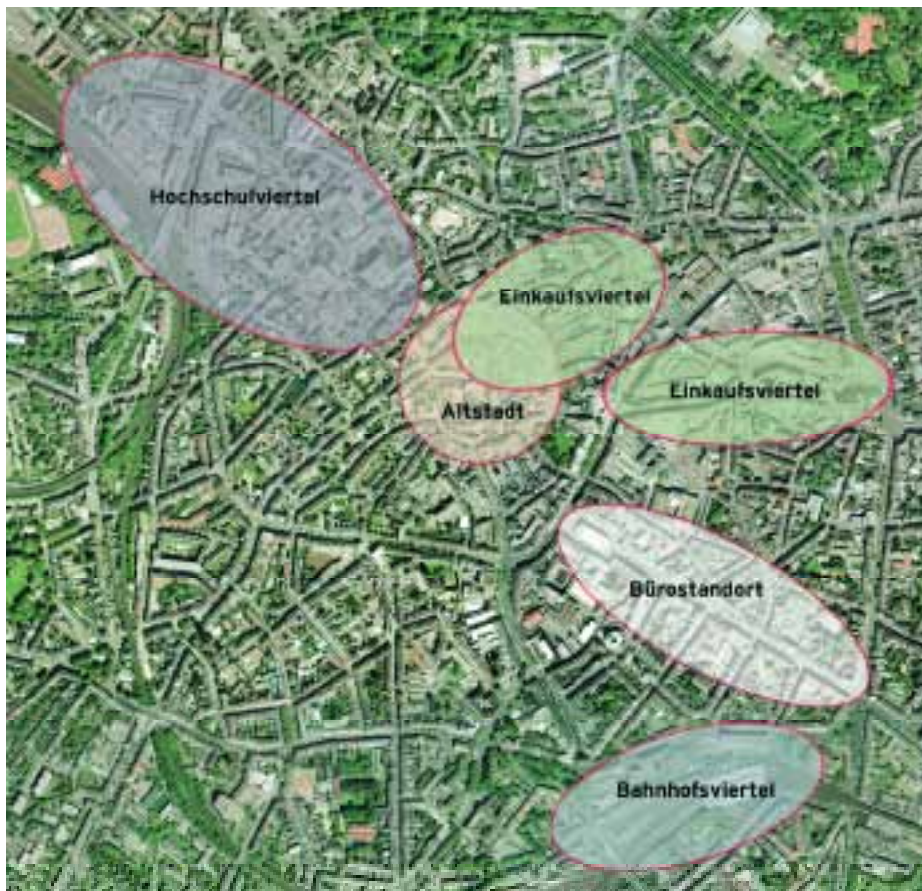 Hochschulviertel
Einkaufsviertel
Einkaufsviertel
Altstadt
Bürostandort
Bahnhofsviertel